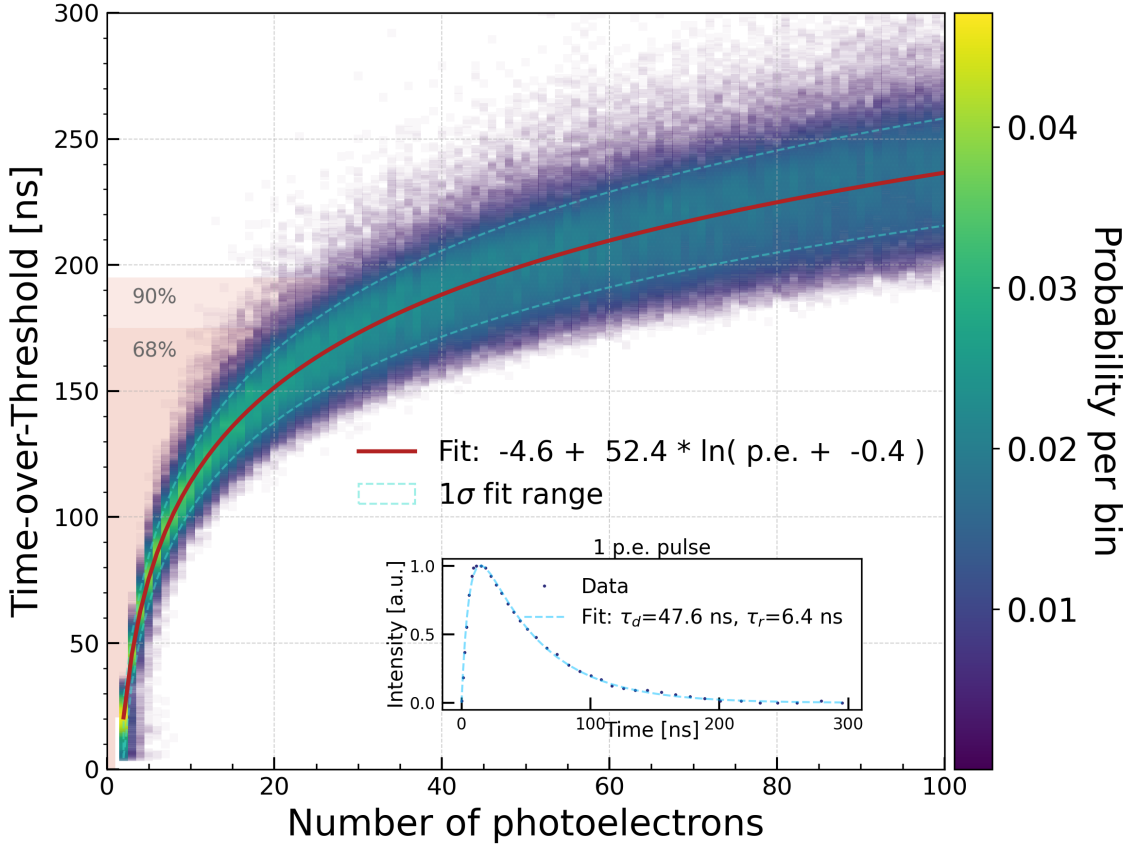 300
250
200
150
100
50
0
Time-over-Threshold [ns]
90%
68%
Fit: -4.6 + 52.4 * ln( p.e. + -0.4 )
1σ fit range
1 p.e. pulse
1.0
0.5
0.0
Intensity [a.u.]
Data
Fit: τd=47.6 ns, τr=6.4 ns
0 100 200 300
Time [ns]
0 20 40 60 80 100
Number of photoelectrons
0.04
0.03
0.02
0.01
Probability per bin